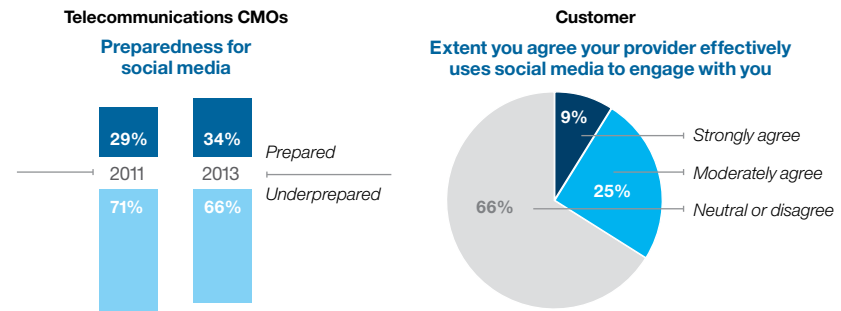 Telecommunications CMOs
Preparedness for
social media
29%
34%
Prepared
2011
2013
Underprepared
71%
66%
Customer
Extent you agree your provider effectively
uses social media to engage with you
9%
Strongly agree
Moderately agree
25%
66%
Neutral or disagree